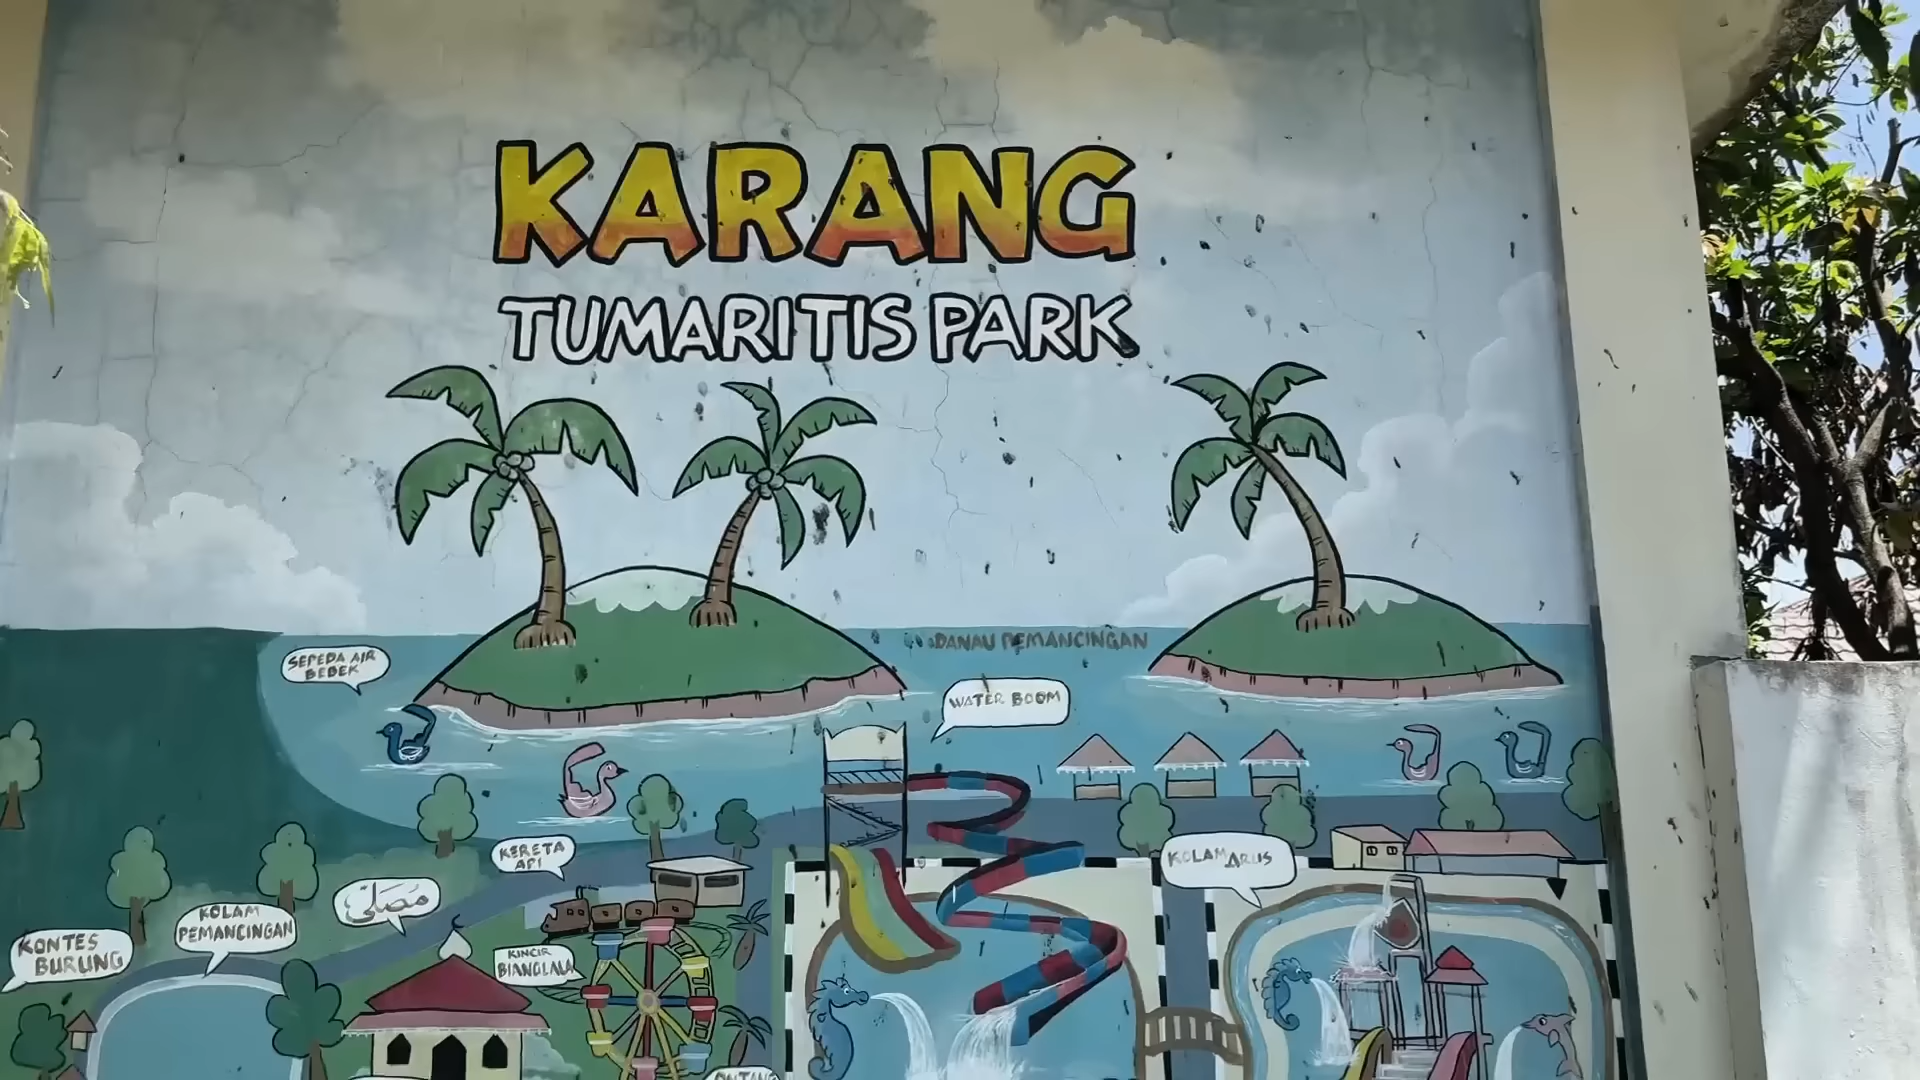 KARANG
TUMARITIS PARK
DANAU PEMANCINGAN
SEPEDA AIR
BEBEK
WATER BOOM
KERETA
API
KOLAM ARUS
مُصَلَّى
KOLAM
PEMANCINGAN
KONTES
BURUNG
KINCIR
BIANGLALA